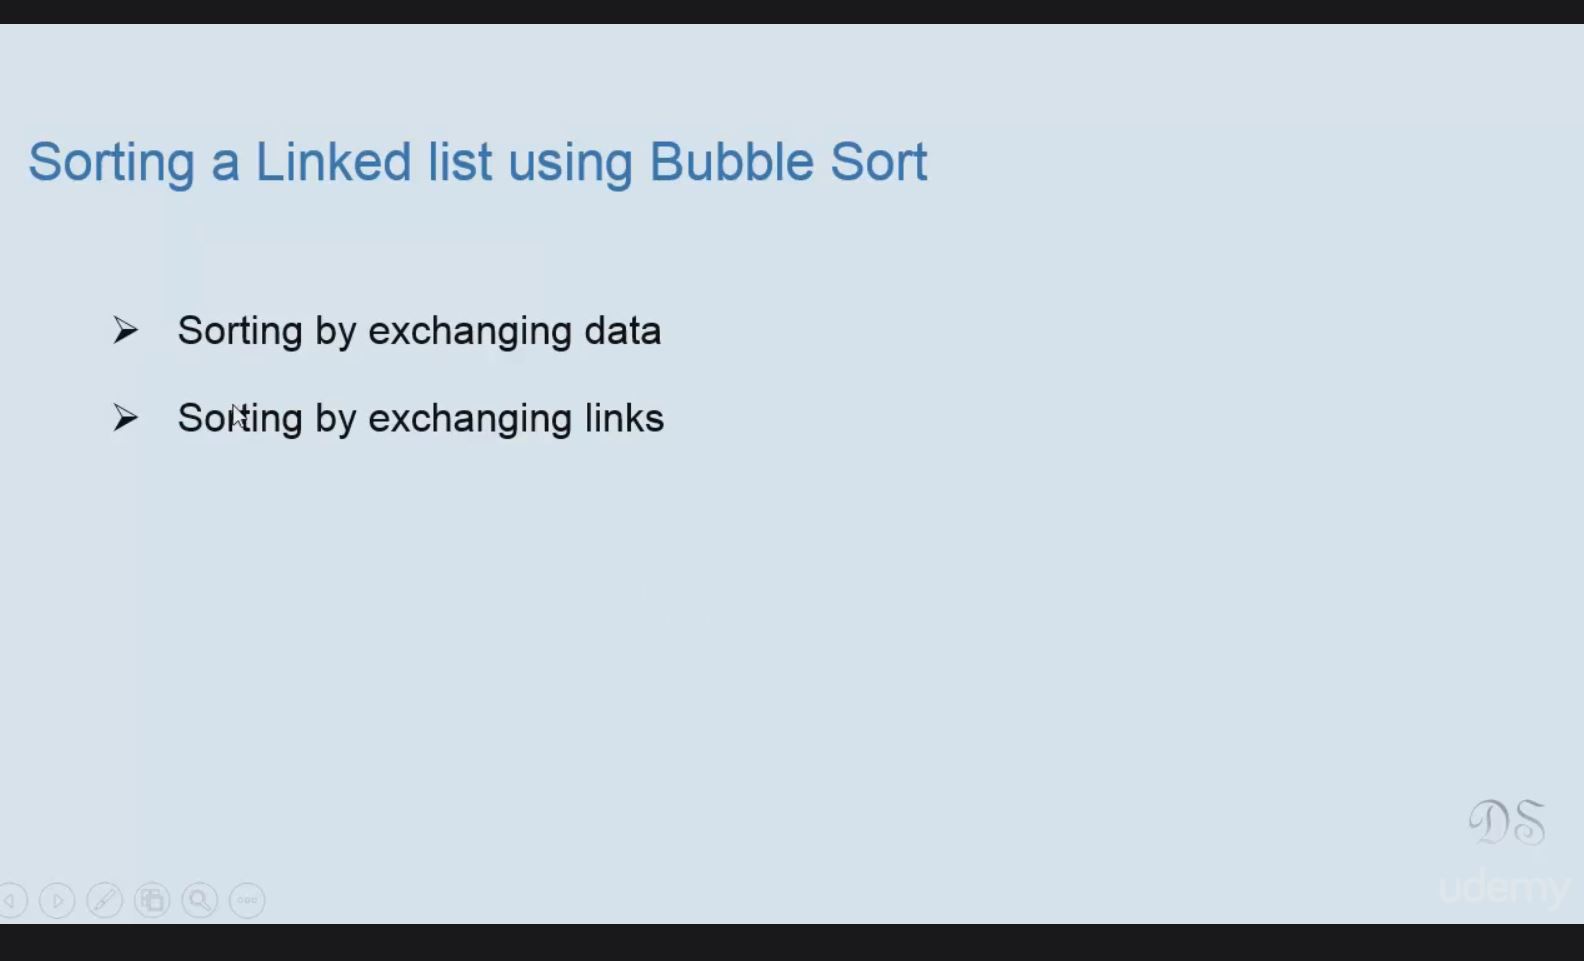 Sorting a Linked list using Bubble Sort
➢ Sorting by exchanging data
➢ Sorting by exchanging links
DS
udemy